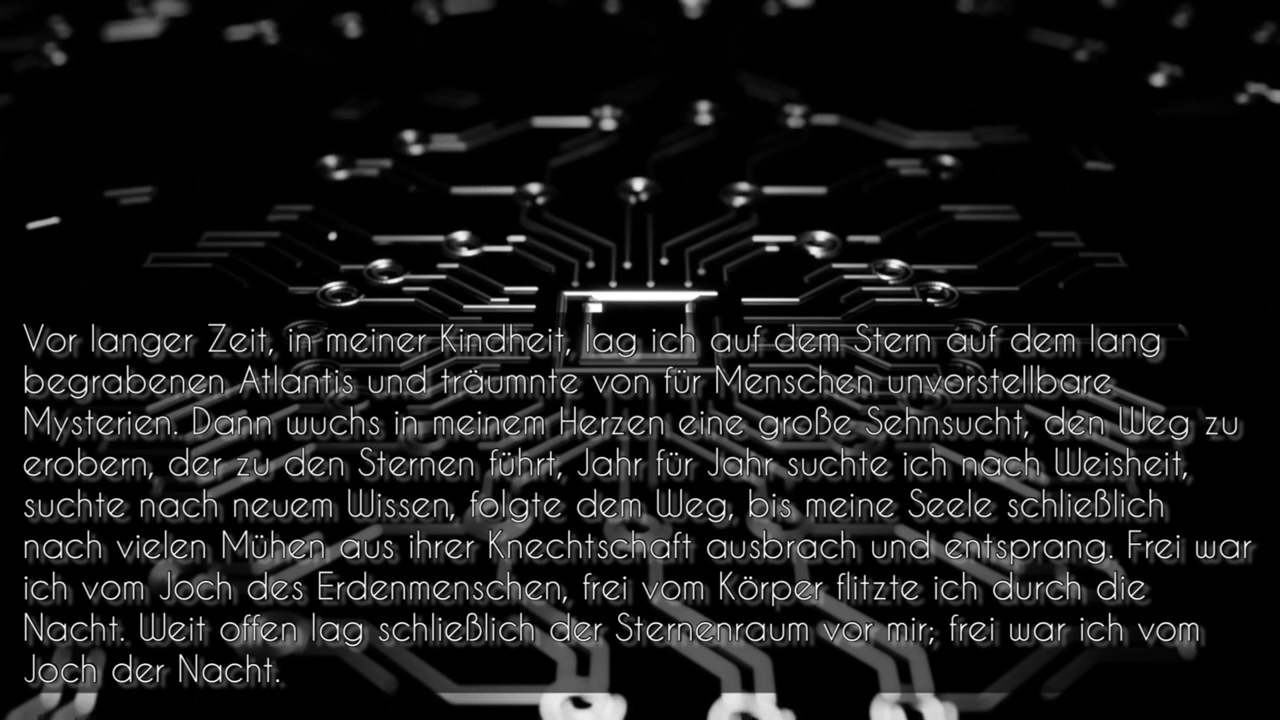 Vor langer Zeit, in meiner Kindheit, lag ich auf dem Stern auf dem lang
begrabenen Atlantis und träumnte von für Menschen unvorstellbare
Mysterien. Dann wuchs in meinem Herzen eine große Sehnsucht, den Weg zu
erobern, der zu den Sternen führt, Jahr für Jahr suchte ich nach Weisheit,
suchte nach neuem Wissen, folgte dem Weg, bis meine Seele schließlich
nach vielen Mühen aus ihrer Knechtschaft ausbrach und entsprang. Frei war
ich vom Joch des Erdenmenschen, frei vom Körper flitzte ich durch die
Nacht. Weit offen lag schließlich der Sternenraum vor mir; frei war ich vom
Joch der Nacht.